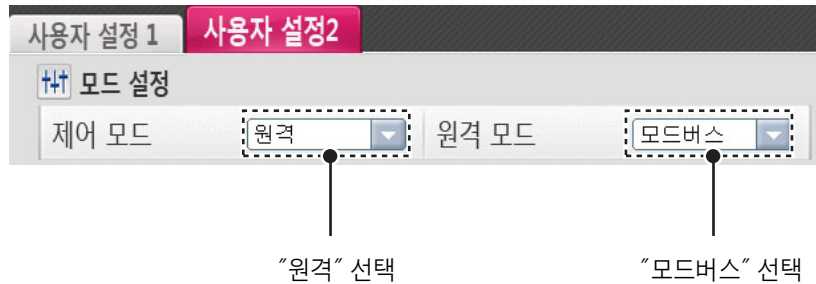 사용자 설정 1 사용자 설정2
모드 설정
제어 모드 원격 원격 모드 모드버스
"원격" 선택 "모드버스" 선택